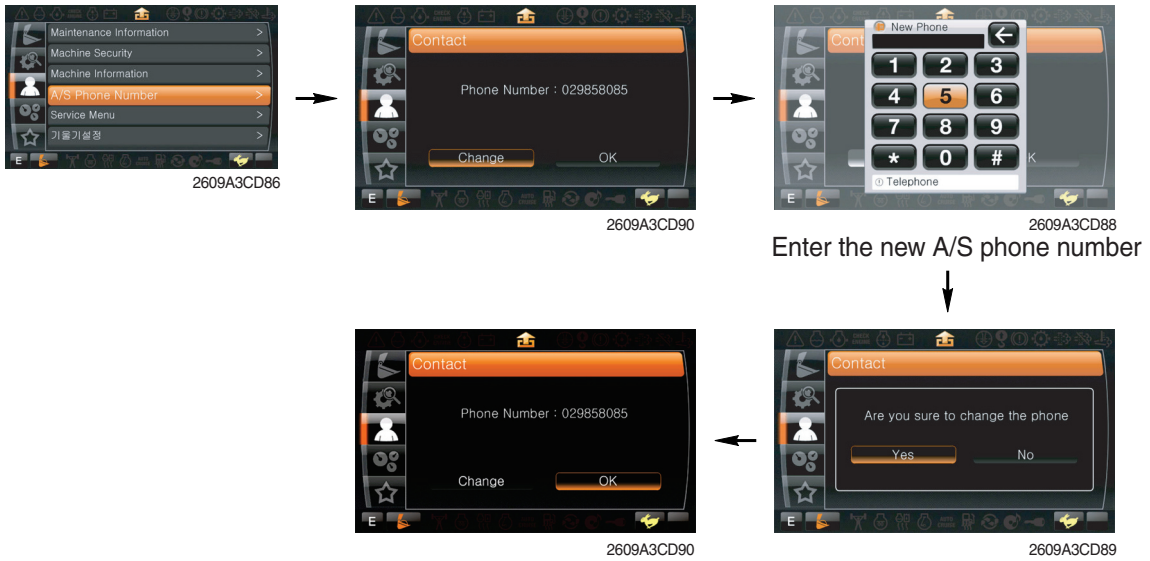 Maintenance Information >
Machine Security >
Machine Information >
A/S Phone Number >
Service Menu >
기울기설정 >
E
2609A3CD86
Contact
Phone Number : 029858085
Change OK
E
2609A3CD90
New Phone
1 2 3
4 5 6
7 8 9
* 0 #
Telephone
Cont
K
E
2609A3CD88
Enter the new A/S phone number
Contact
Phone Number : 029858085
Change OK
E
2609A3CD90
Contact
Are you sure to change the phone
Yes No
E
2609A3CD89